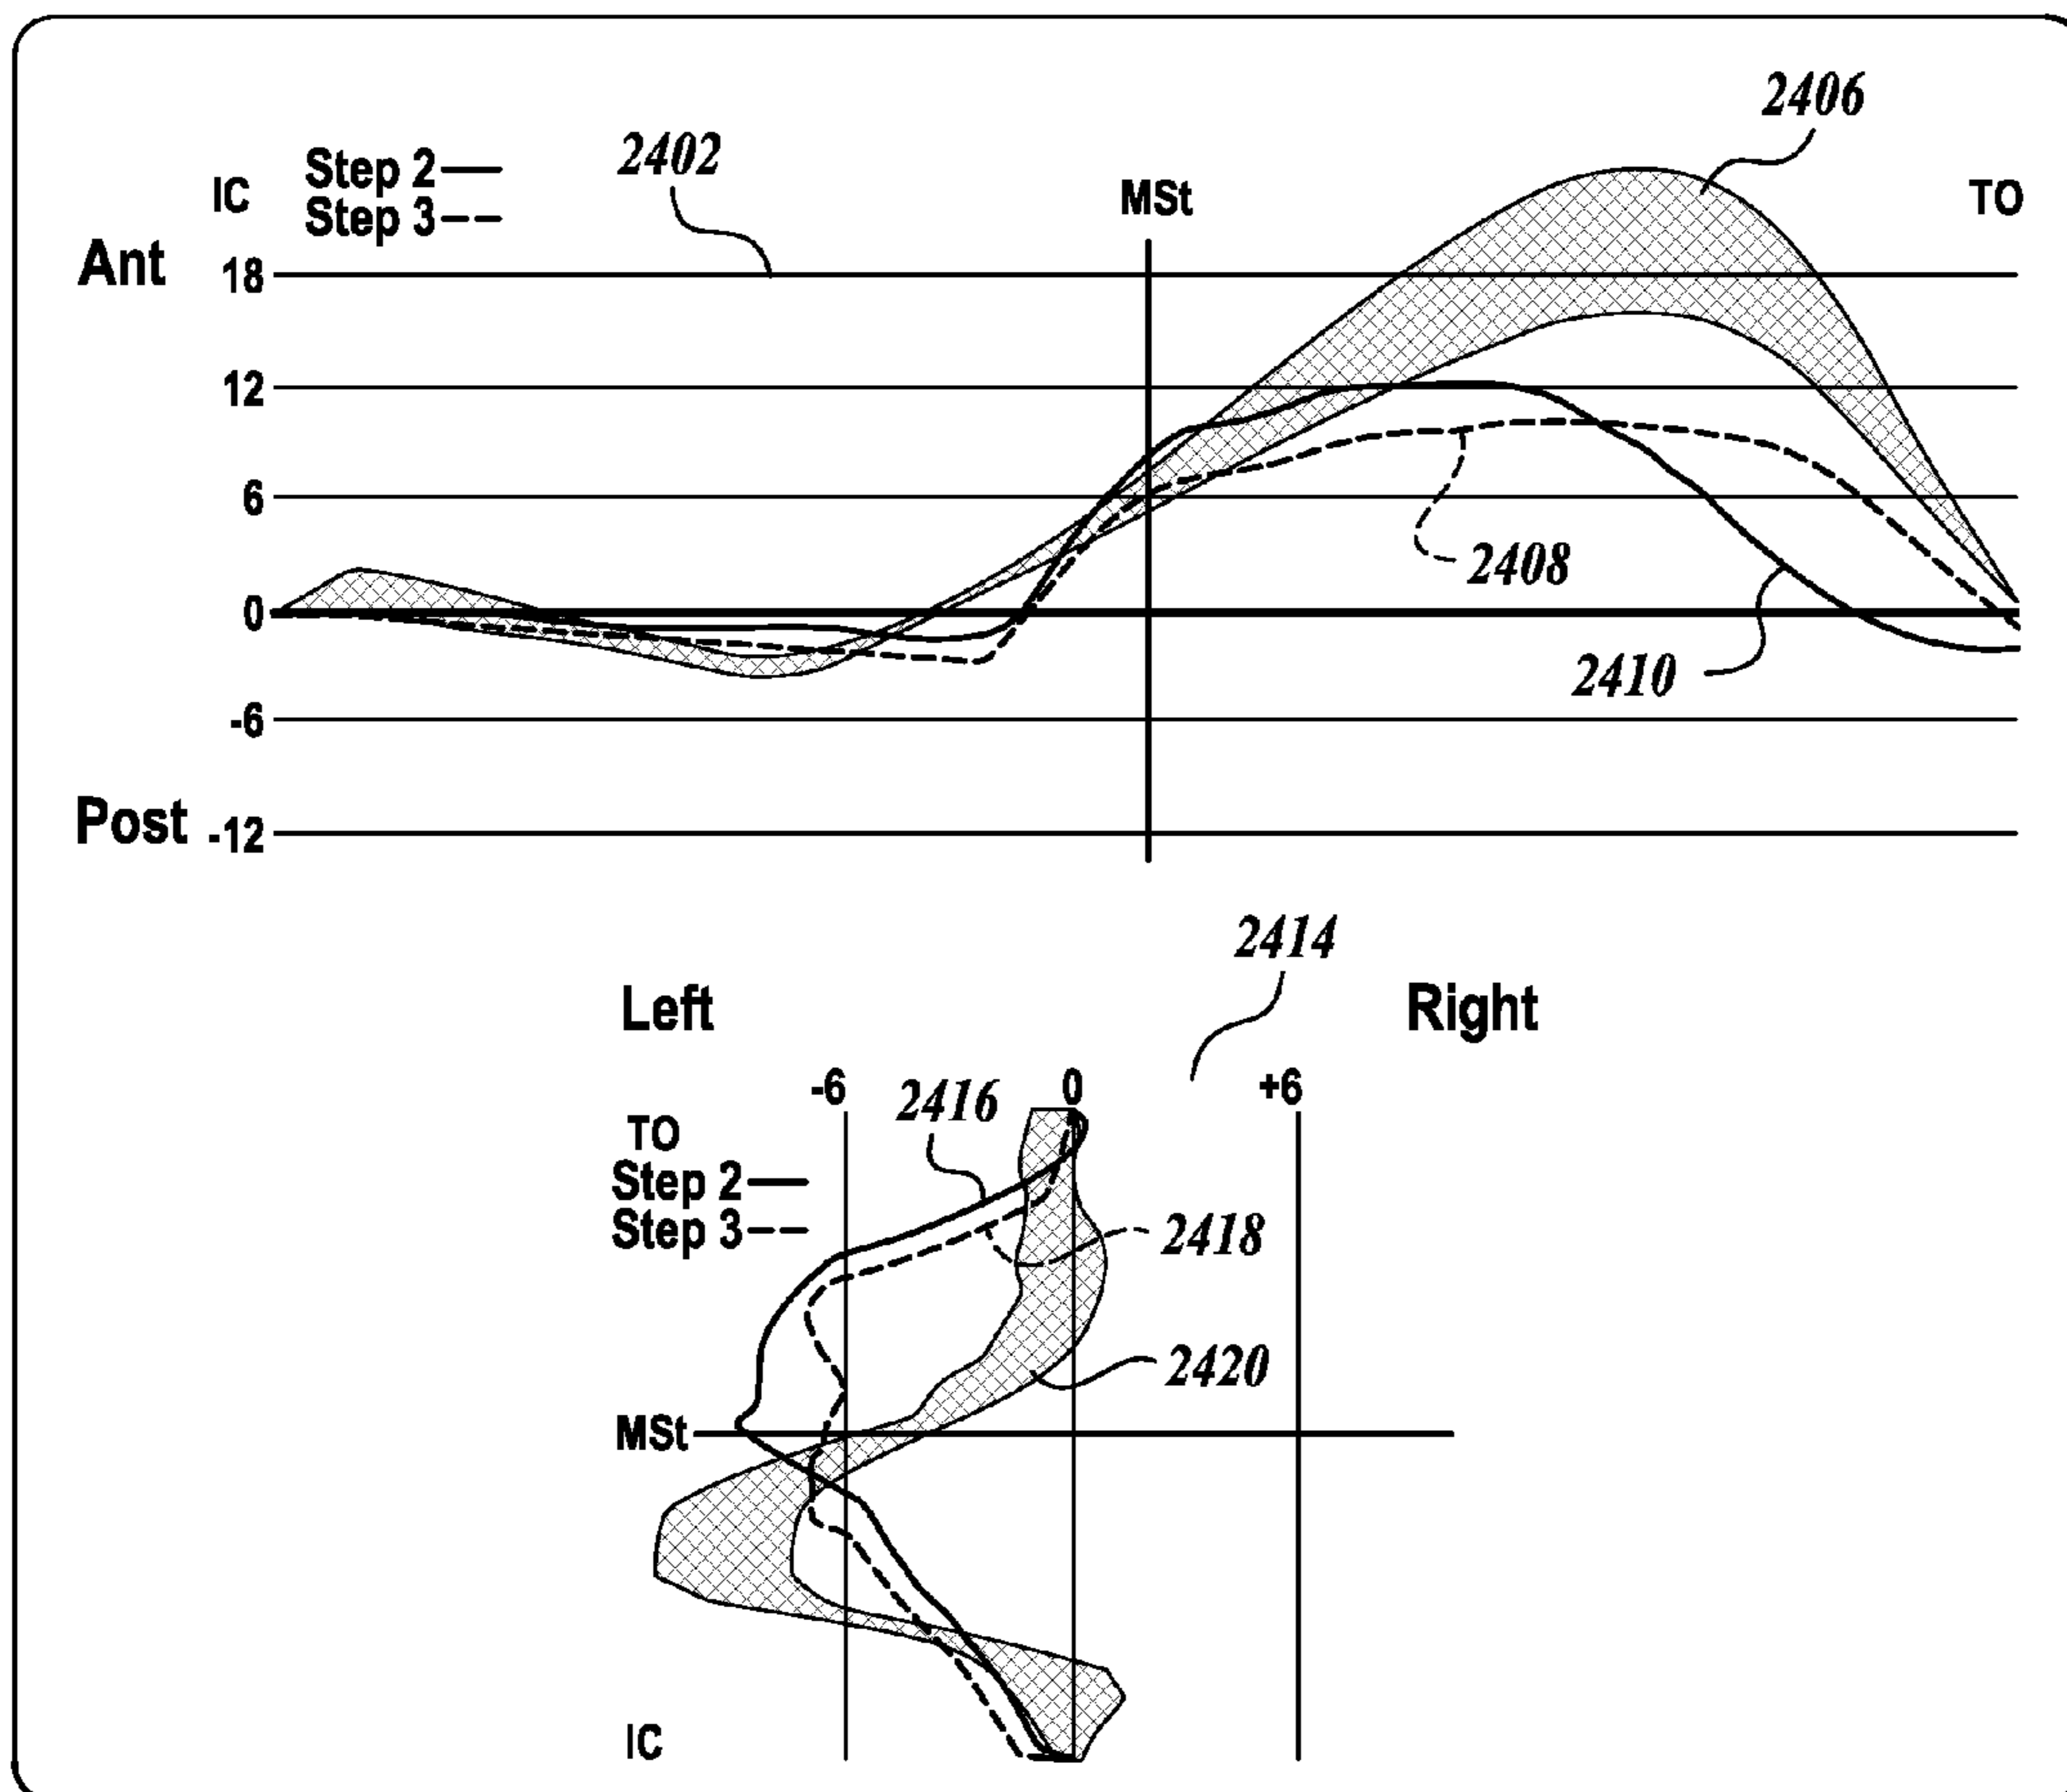 2406
Step 2
2402
IC
MSt
TO
Step 3
Ant
18
12
6
2408
0
2410
-6
Post
-12
2414
Left
Right
-6
2416
0
+6
TO
Step 2
Step 3
2418
2420
MSt
IC